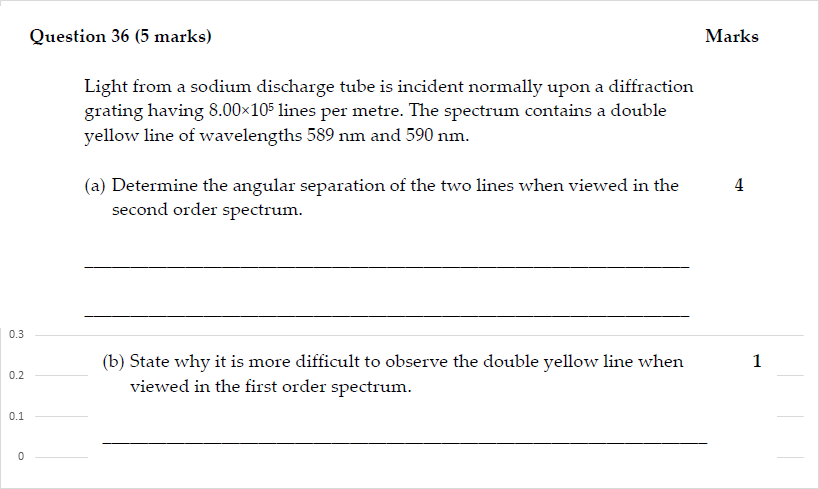 Question 36 (5 marks) Marks
Light from a sodium discharge tube is incident normally upon a diffraction
grating having 8.00×10⁵ lines per metre. The spectrum contains a double
yellow line of wavelengths 589 nm and 590 nm.
(a) Determine the angular separation of the two lines when viewed in the 4
second order spectrum.
0.3
(b) State why it is more difficult to observe the double yellow line when 1
0.2
viewed in the first order spectrum.
0.1
0